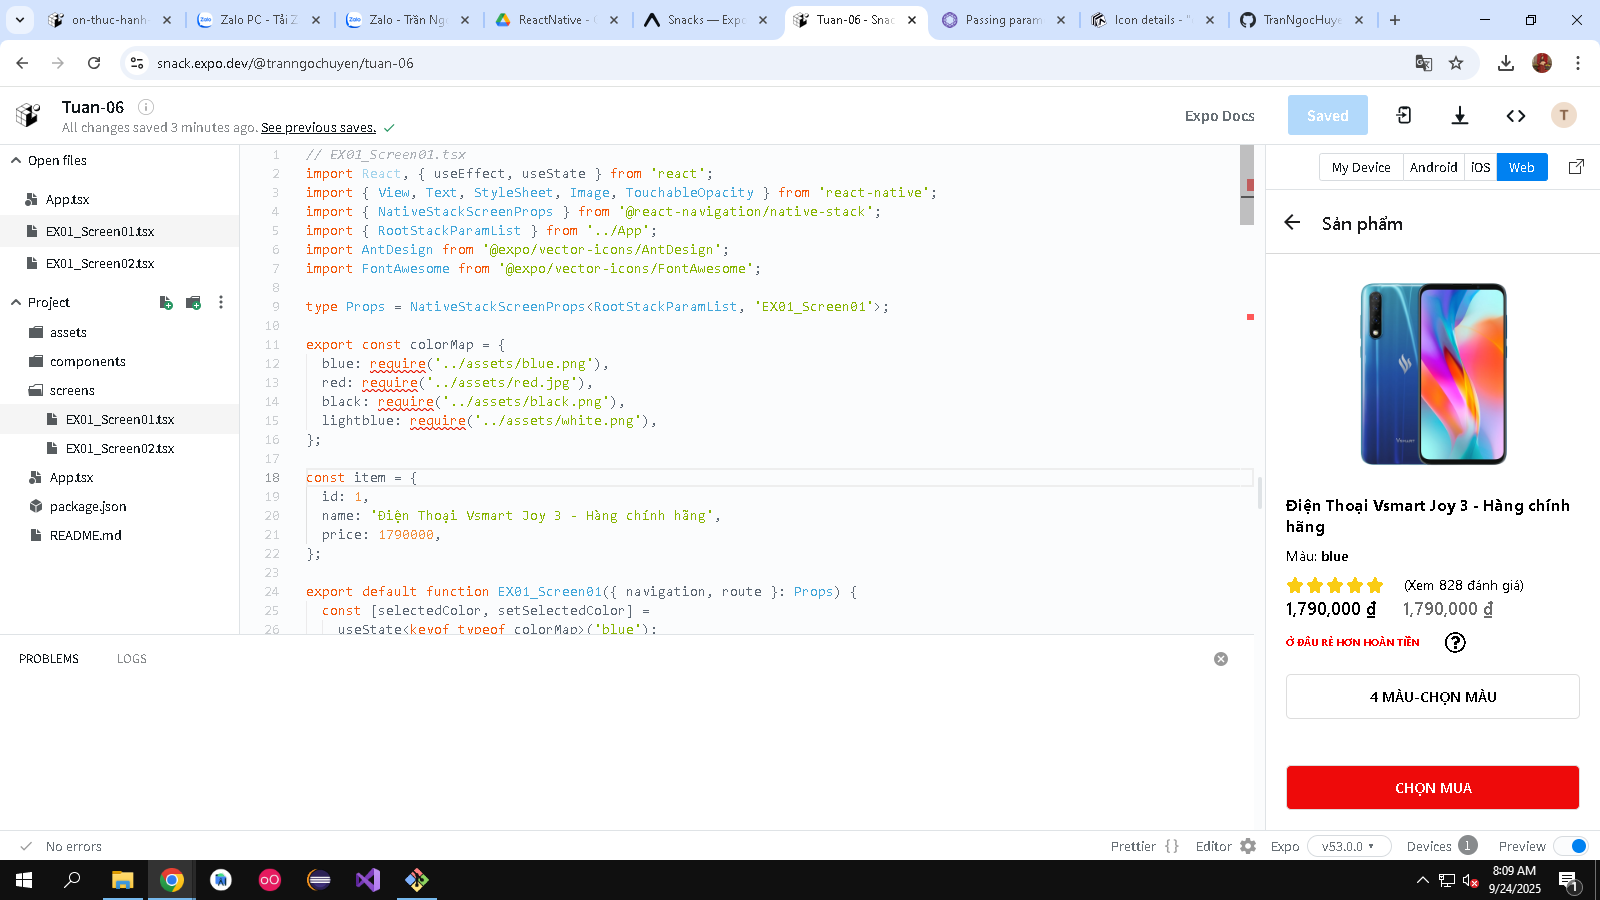 on-thuc-hanh-
Zalo PC - Tải Z
Zalo - Trần Ng
ReactNative -
Snacks — Expo
Tuan-06 - Snac
Passing param
Icon details - "
TranNgocHuye
snack.expo.dev/@tranngochuyen/tuan-06
Tuan-06
All changes saved 3 minutes ago. See previous saves.
Expo Docs
Saved
T
Open files
App.tsx
EX01_Screen01.tsx
EX01_Screen02.tsx
Project
assets
components
screens
EX01_Screen01.tsx
EX01_Screen02.tsx
App.tsx
package.json
README.md
1 // EX01_Screen01.tsx
2 import React, { useEffect, useState } from 'react';
3 import { View, Text, StyleSheet, Image, TouchableOpacity } from 'react-native';
4 import { NativeStackScreenProps } from '@react-navigation/native-stack';
5 import { RootStackParamList } from '../App';
6 import AntDesign from '@expo/vector-icons/AntDesign';
7 import FontAwesome from '@expo/vector-icons/FontAwesome';
8
9 type Props = NativeStackScreenProps<RootStackParamList, 'EX01_Screen01'>;
10
11 export const colorMap = {
12 blue: require('../assets/blue.png'),
13 red: require('../assets/red.jpg'),
14 black: require('../assets/black.png'),
15 lightblue: require('../assets/white.png'),
16 };
17
18 const item = {
19 id: 1,
20 name: 'Điện Thoại Vsmart Joy 3 - Hàng chính hãng',
21 price: 1790000,
22 };
23
24 export default function EX01_Screen01({ navigation, route }: Props) {
25 const [selectedColor, setSelectedColor] =
26 useState<keyof typeof colorMap>('blue');
My Device
Android
iOS
Web
Sản phẩm
Điện Thoại Vsmart Joy 3 - Hàng chính
hãng
Màu: blue
(Xem 828 đánh giá)
1,790,000 ₫ 1,790,000 ₫
Ở ĐÂU RẺ HƠN HOÀN TIỀN
4 MÀU-CHỌN MÀU
CHỌN MUA
PROBLEMS
LOGS
No errors
Prettier { }
Editor
Expo
v53.0.0
Devices 1
Preview
8:09 AM
9/24/2025
1